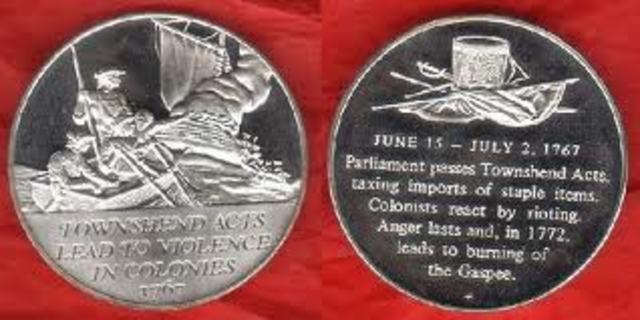 TOWNSHEND ACTS
LEAD TO VIOLENCE
IN COLONIES
1767
JUNE 15 – JULY 2, 1767
Parliament passes Townshend Acts,
taxing imports of staple items.
Colonists react by rioting.
Anger lasts and, in 1772,
leads to burning of
the Gaspee.